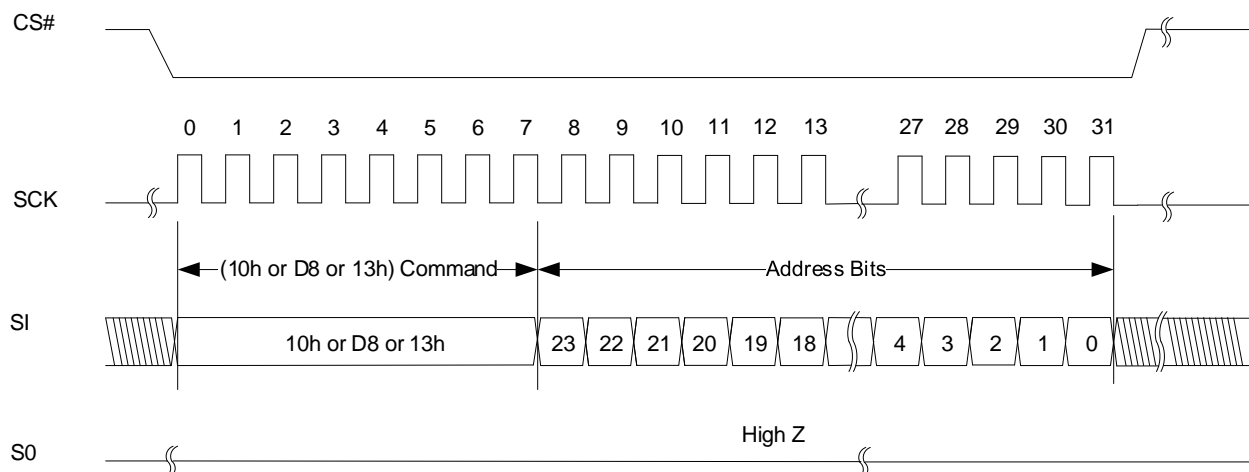 CS#
0 1 2 3 4 5 6 7 8 9 10 11 12 13 27 28 29 30 31
SCK
(10h or D8 or 13h) Command Address Bits
SI 10h or D8 or 13h 23 22 21 20 19 18 4 3 2 1 0
High Z
S0